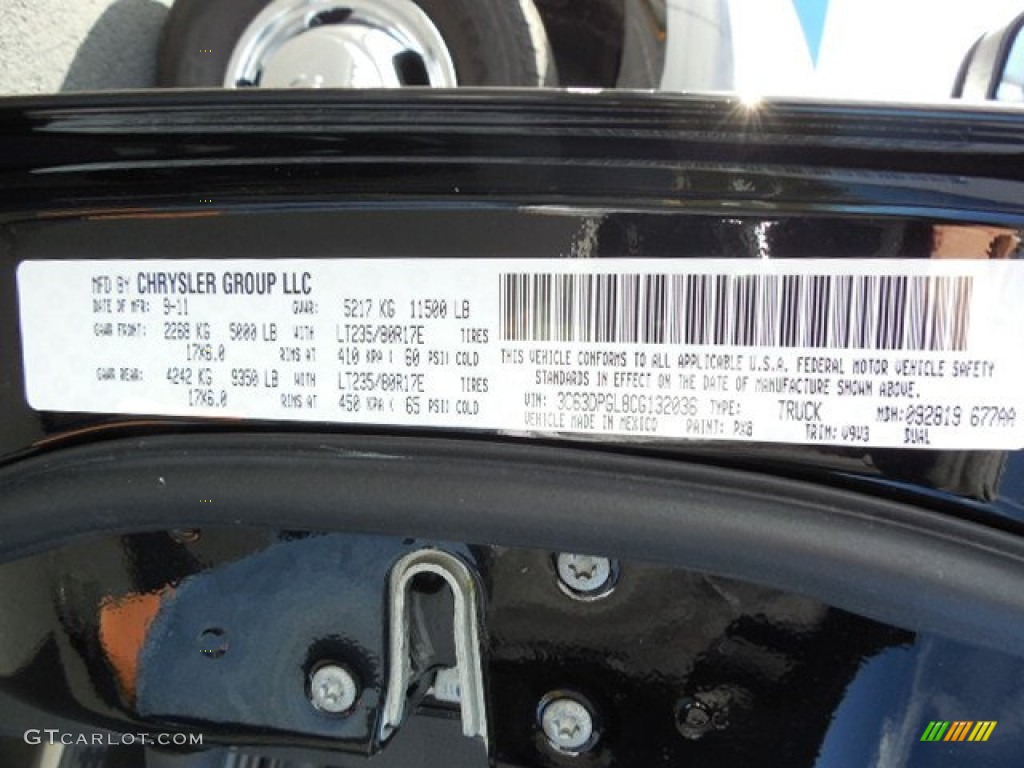 MFD BY CHRYSLER GROUP LLC
DATE OF MFR: 9-11 GVWR: 5217 KG 11500 LB
GAWR FRONT: 2268 KG 5000 LB WITH LT235/80R17E TIRES
17X6.0 RIMS AT 410 KPA( 60 PSI) COLD
GAWR REAR: 4242 KG 9350 LB WITH LT235/80R17E TIRES
17X6.0 RIMS AT 450 KPA( 65 PSI) COLD
THIS VEHICLE CONFORMS TO ALL APPLICABLE U.S.A. FEDERAL MOTOR VEHICLE SAFETY
STANDARDS IN EFFECT ON THE DATE OF MANUFACTURE SHOWN ABOVE.
VIN: 3C63DPGL8CG132036 TYPE: TRUCK MDH: 092819 677AA
VEHICLE MADE IN MEXICO PAINT: PX8 TRIM: V9W3 DUAL
GTCARLOT.COM